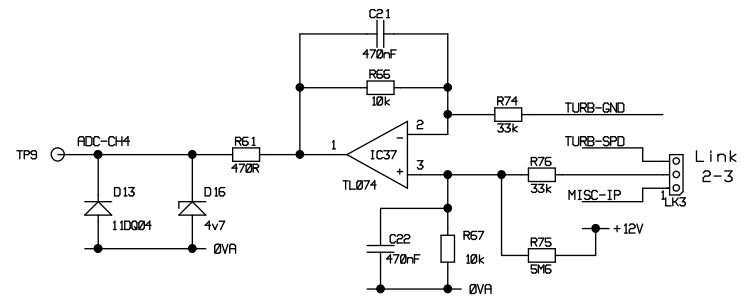 C21
470nF
R66
10k
R74
33k
TURB-GND
ADC-CH4
TP9
R61
470R
1
2
3
-
+
IC37
TL074
TURB-SPD
R76
33k
MISC-IP
1
LK3
Link
2-3
D13
11DQ04
D16
4v7
0VA
C22
470nF
R67
10k
0VA
R75
5M6
+12V